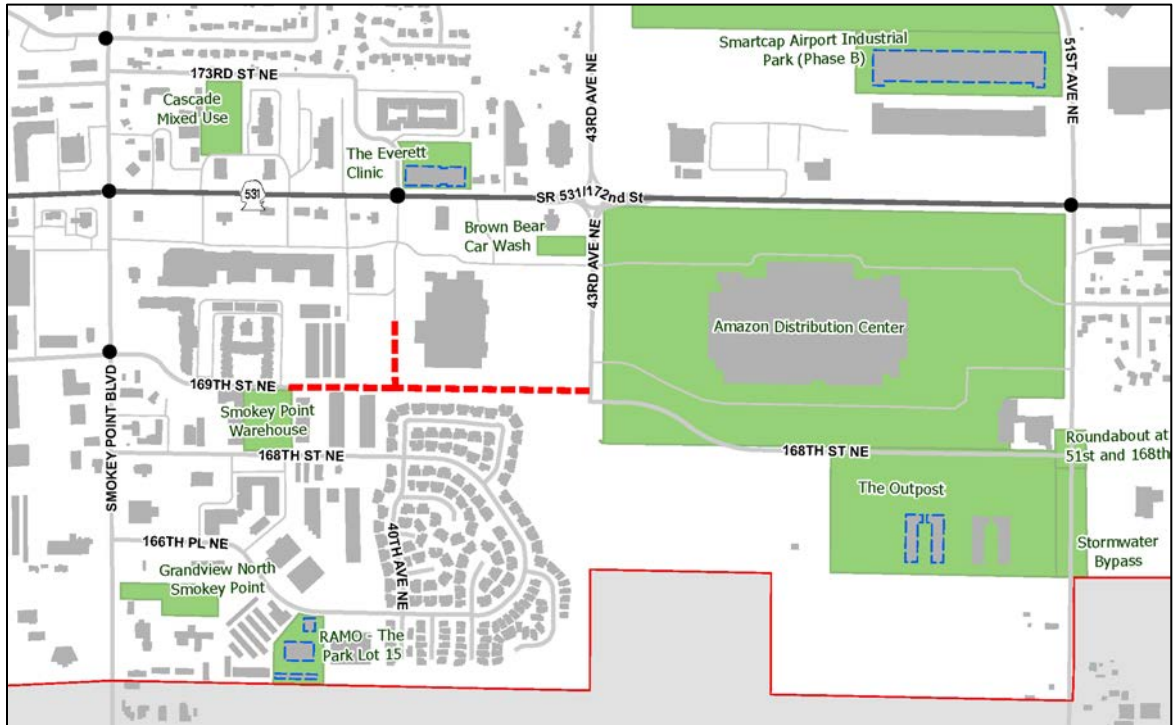 Smartcap Airport Industrial
Park (Phase B)
51ST AVE NE
173RD ST NE
Cascade
Mixed Use
43RD AVE NE
The Everett
Clinic
531
SR 531/172nd St
Brown Bear
Car Wash
43RD AVE NE
Amazon Distribution Center
SMOKEY POINT BLVD
169TH ST NE
Smokey Point
Warehouse
168TH ST NE
168TH ST NE
Roundabout at
51st and 168th
The Outpost
166TH PL NE
40TH AVE NE
Stormwater
Bypass
Grandview North
Smokey Point
RAMO - The
Park Lot 15